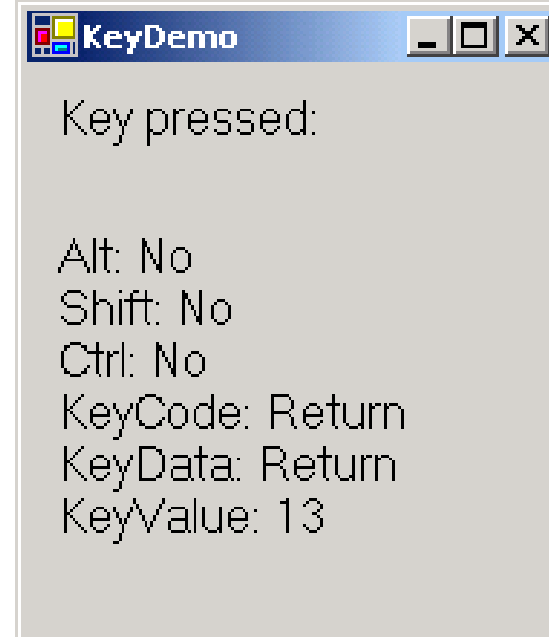 KeyDemo
Key pressed:
Alt: No
Shift: No
Ctrl: No
KeyCode: Return
KeyData: Return
KeyValue: 13